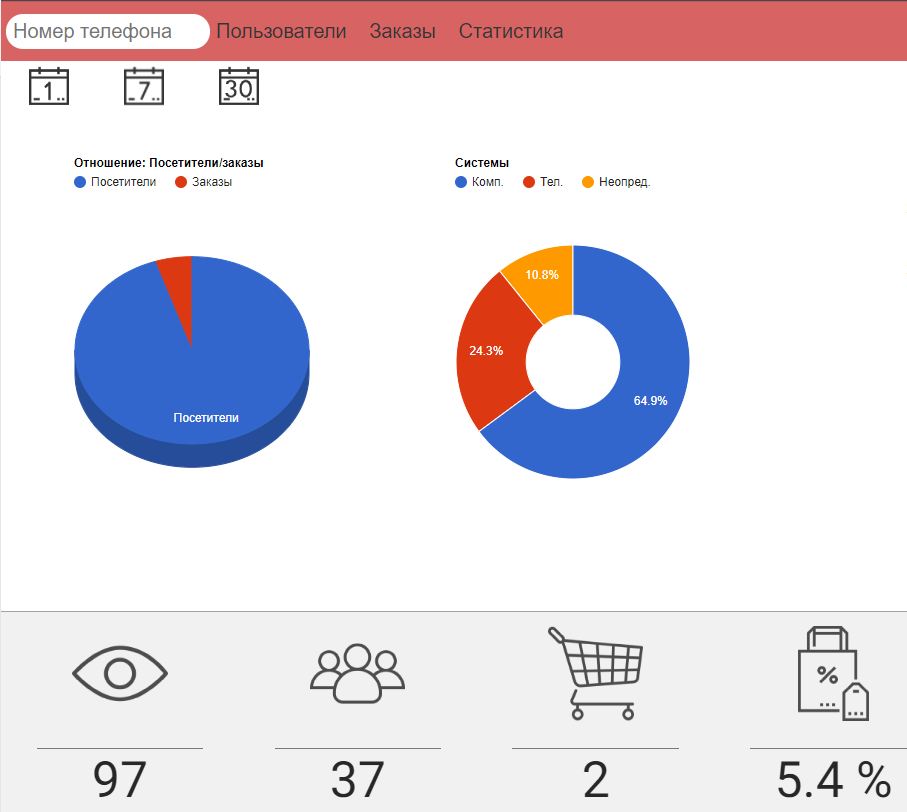 Номер телефона Пользователи Заказы Статистика
1 7 30
Отношение: Посетители/заказы
Посетители Заказы
Системы
Комп. Тел. Неопред.
Посетители
10.8%
24.3%
64.9%
%
97 37 2 5.4 %